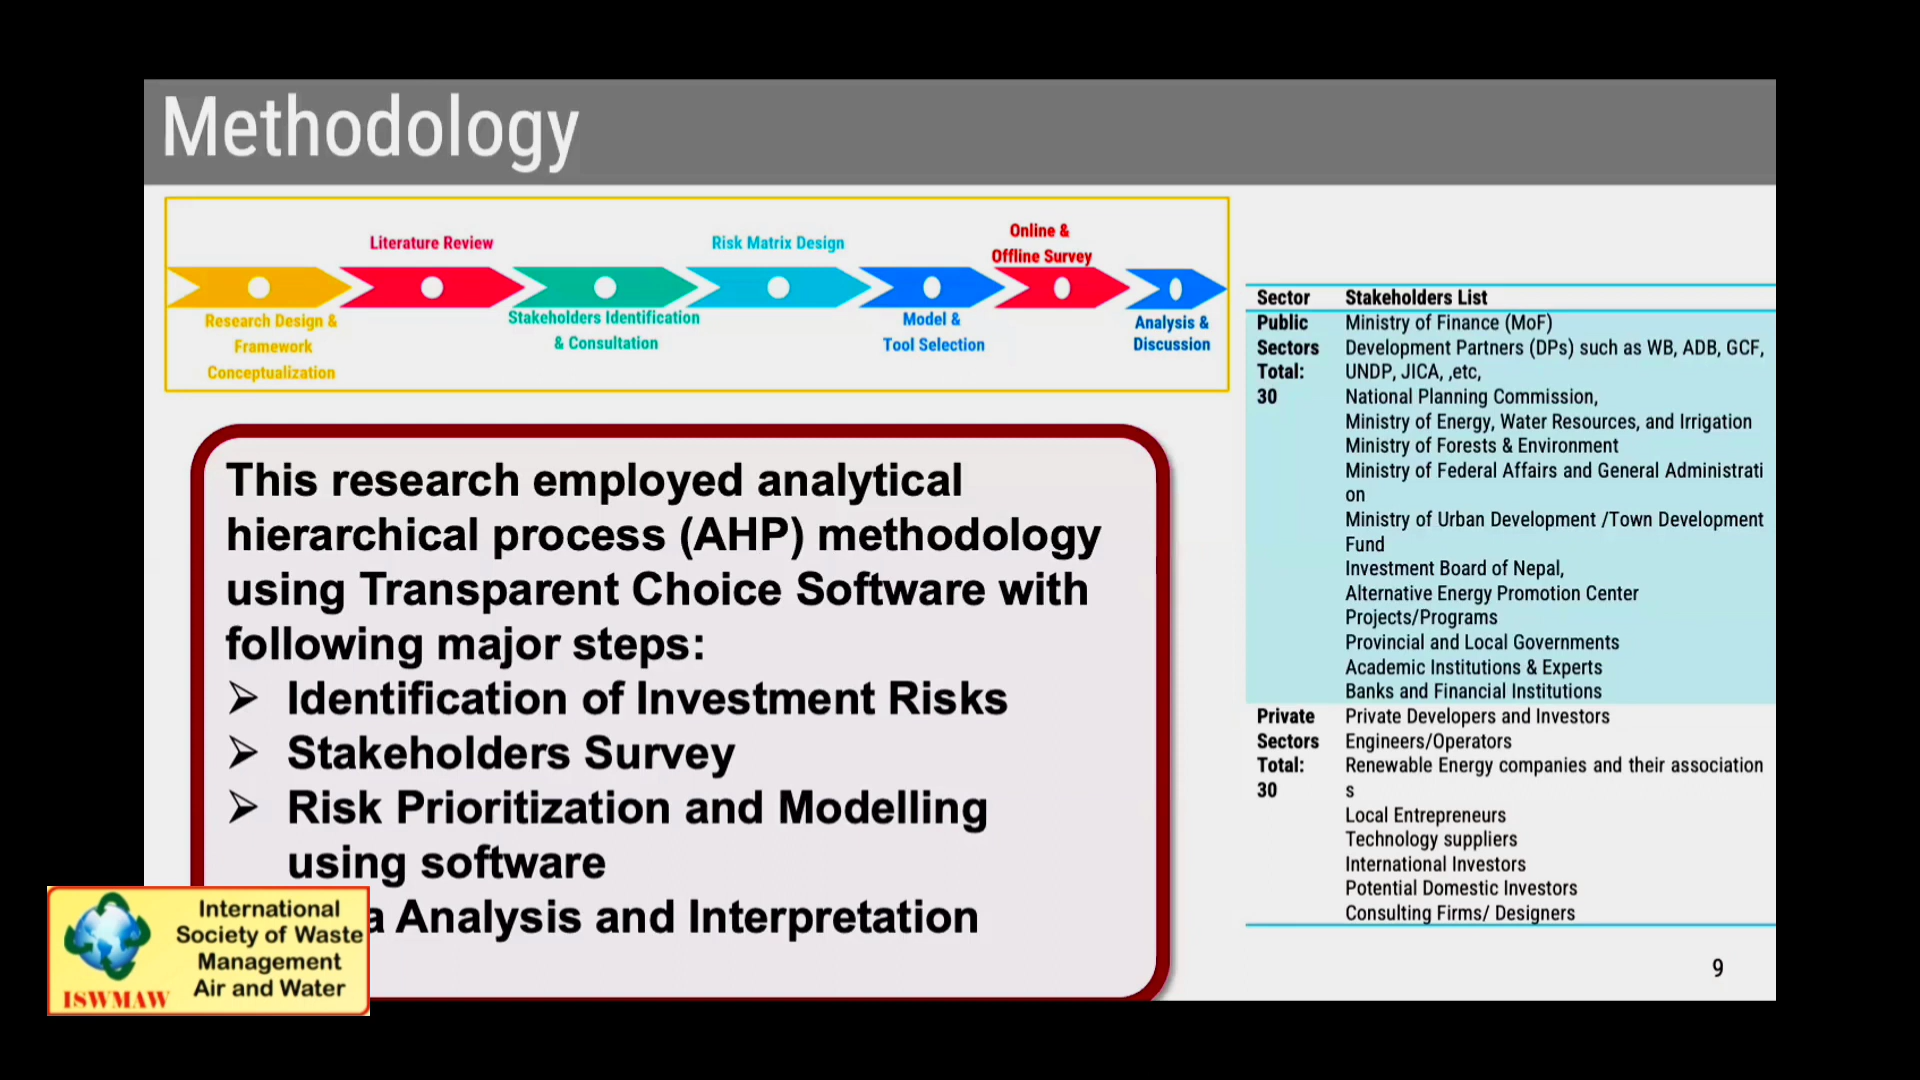 Methodology
Literature Review
Risk Matrix Design
Online &
Offline Survey
Research Design &
Framework
Conceptualization
Stakeholders Identification
& Consultation
Model &
Tool Selection
Analysis &
Discussion
This research employed analytical
hierarchical process (AHP) methodology
using Transparent Choice Software with
following major steps:
➢ Identification of Investment Risks
➢ Stakeholders Survey
➢ Risk Prioritization and Modelling
using software
a Analysis and Interpretation
Sector Stakeholders List
Public Ministry of Finance (MoF)
Sectors Development Partners (DPs) such as WB, ADB, GCF,
Total: UNDP, JICA, ,etc,
30 National Planning Commission,
Ministry of Energy, Water Resources, and Irrigation
Ministry of Forests & Environment
Ministry of Federal Affairs and General Administrati
on
Ministry of Urban Development /Town Development
Fund
Investment Board of Nepal,
Alternative Energy Promotion Center
Projects/Programs
Provincial and Local Governments
Academic Institutions & Experts
Banks and Financial Institutions
Private Private Developers and Investors
Sectors Engineers/Operators
Total: Renewable Energy companies and their association
30 s
Local Entrepreneurs
Technology suppliers
International Investors
Potential Domestic Investors
Consulting Firms/ Designers
9
International
Society of Waste
Management
Air and Water
ISWMAW